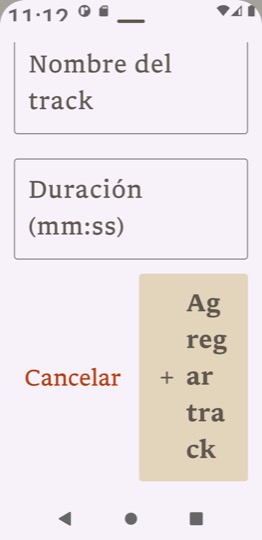 11:12
Nombre del
track
Duración
(mm:ss)
Cancelar
+
Ag
reg
ar
tra
ck